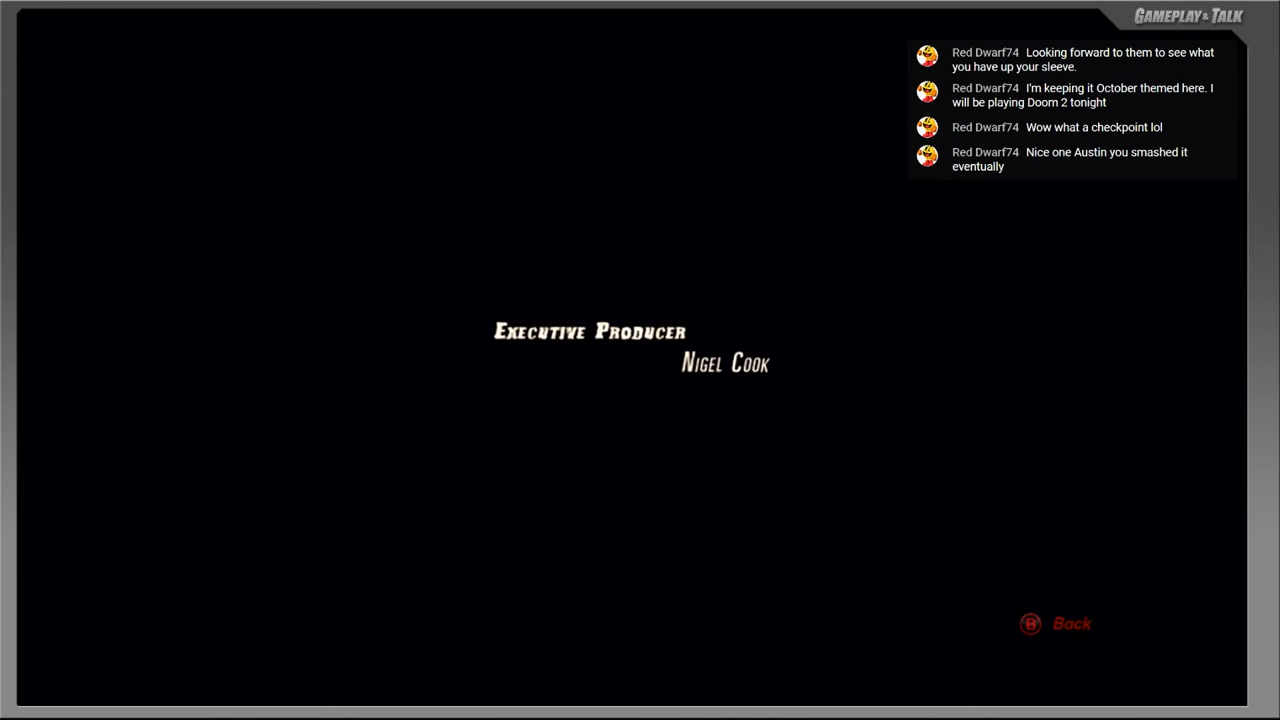 GAMEPLAY & TALK
Red Dwarf74 Looking forward to them to see what
you have up your sleeve.
Red Dwarf74 I'm keeping it October themed here. I
will be playing Doom 2 tonight
Red Dwarf74 Wow what a checkpoint lol
Red Dwarf74 Nice one Austin you smashed it
eventually
EXECUTIVE PRODUCER
NIGEL COOK
B Back